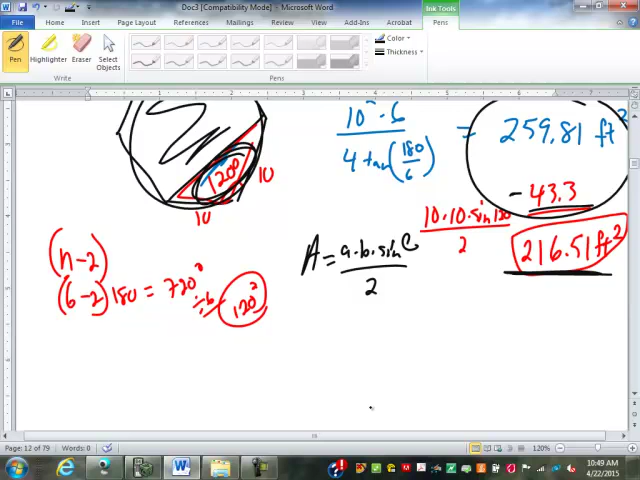 Doc3 [Compatibility Mode] - Word
Ink Tools
File Home Insert Page Layout References Mailings Review View Add-Ins Acrobat Pens
Pen Highlighter Eraser Select Objects
Color
Thickness
Write
Pens
10² · 6
4 tan(180/6)
= 259.81 ft²
- 43.3
216.51 ft²
120°
10
10
10·10·sin 120
2
A = a·b·sin C
2
(n-2)
(6-2)180 = 720° ÷6 120°
Page: 12 of 79 Words: 0
120%
10:49 AM
4/22/2015